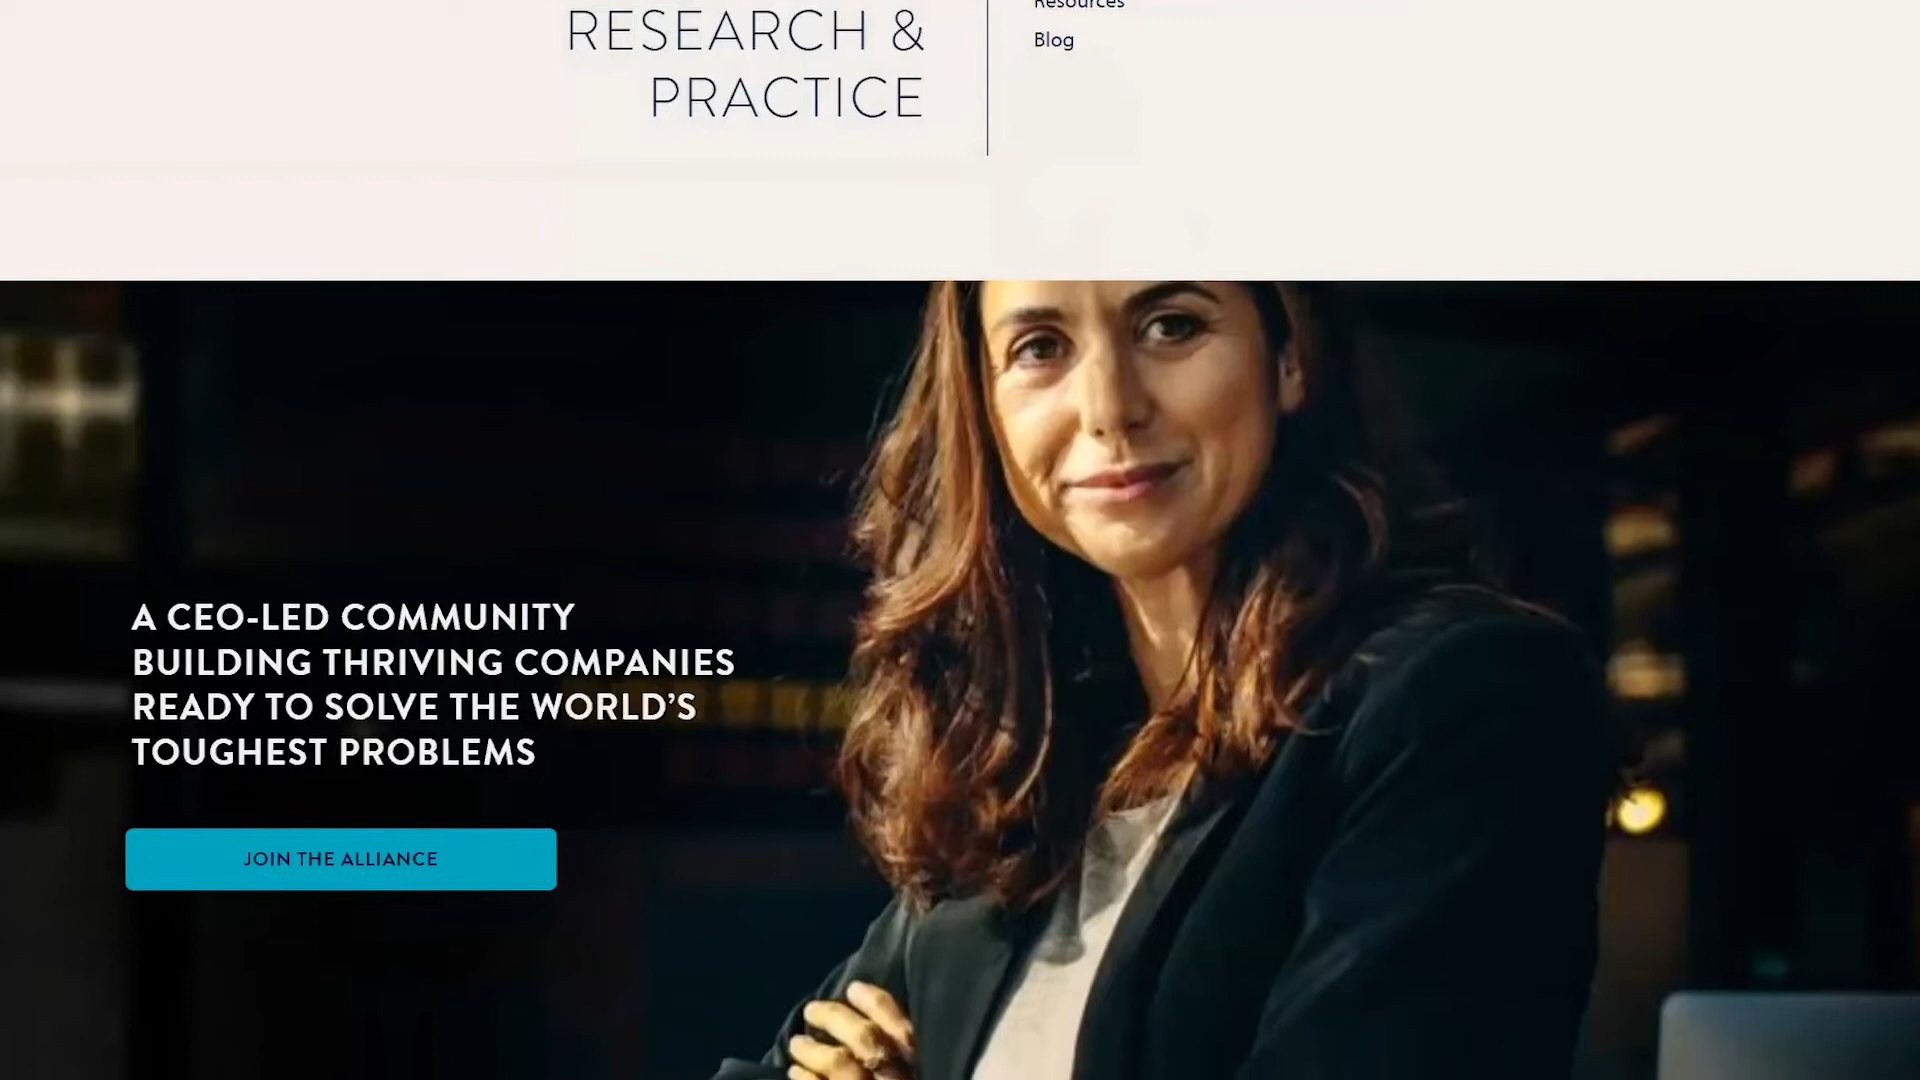 RESEARCH &
PRACTICE
Resources
Blog
A CEO-LED COMMUNITY
BUILDING THRIVING COMPANIES
READY TO SOLVE THE WORLD’S
TOUGHEST PROBLEMS
JOIN THE ALLIANCE